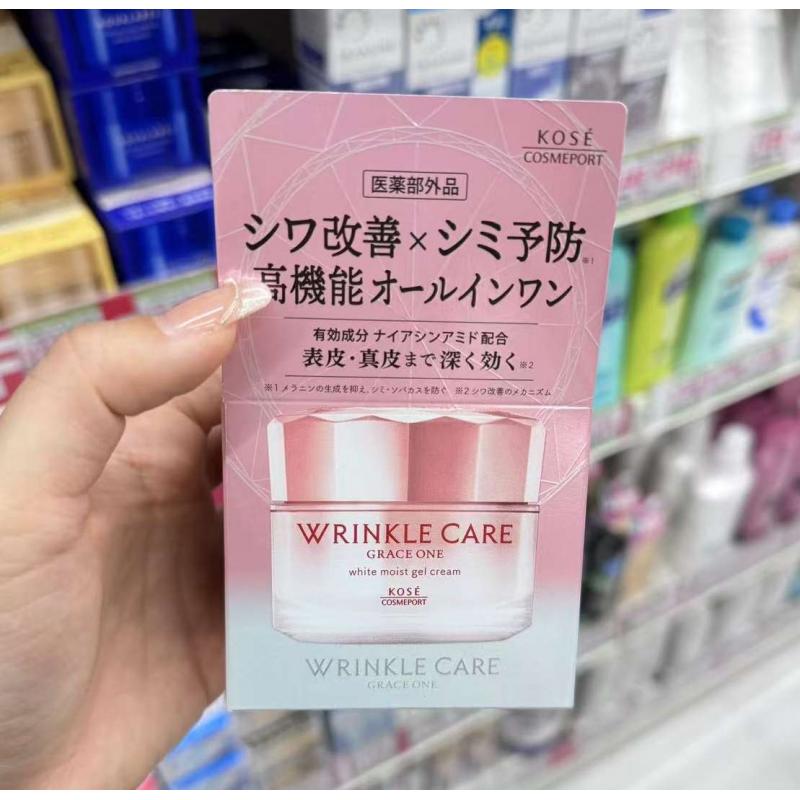 KOSÉ
COSMEPORT
医薬部外品
シワ改善×シミ予防※1
高機能オールインワン
有効成分 ナイアシンアミド配合
表皮・真皮まで深く効く※2
※1 メラニンの生成を抑え、シミ・ソバカスを防ぐ ※2 シワ改善のメカニズム
WRINKLE CARE
GRACE ONE
white moist gel cream
KOSÉ
COSMEPORT
WRINKLE CARE
GRACE ONE